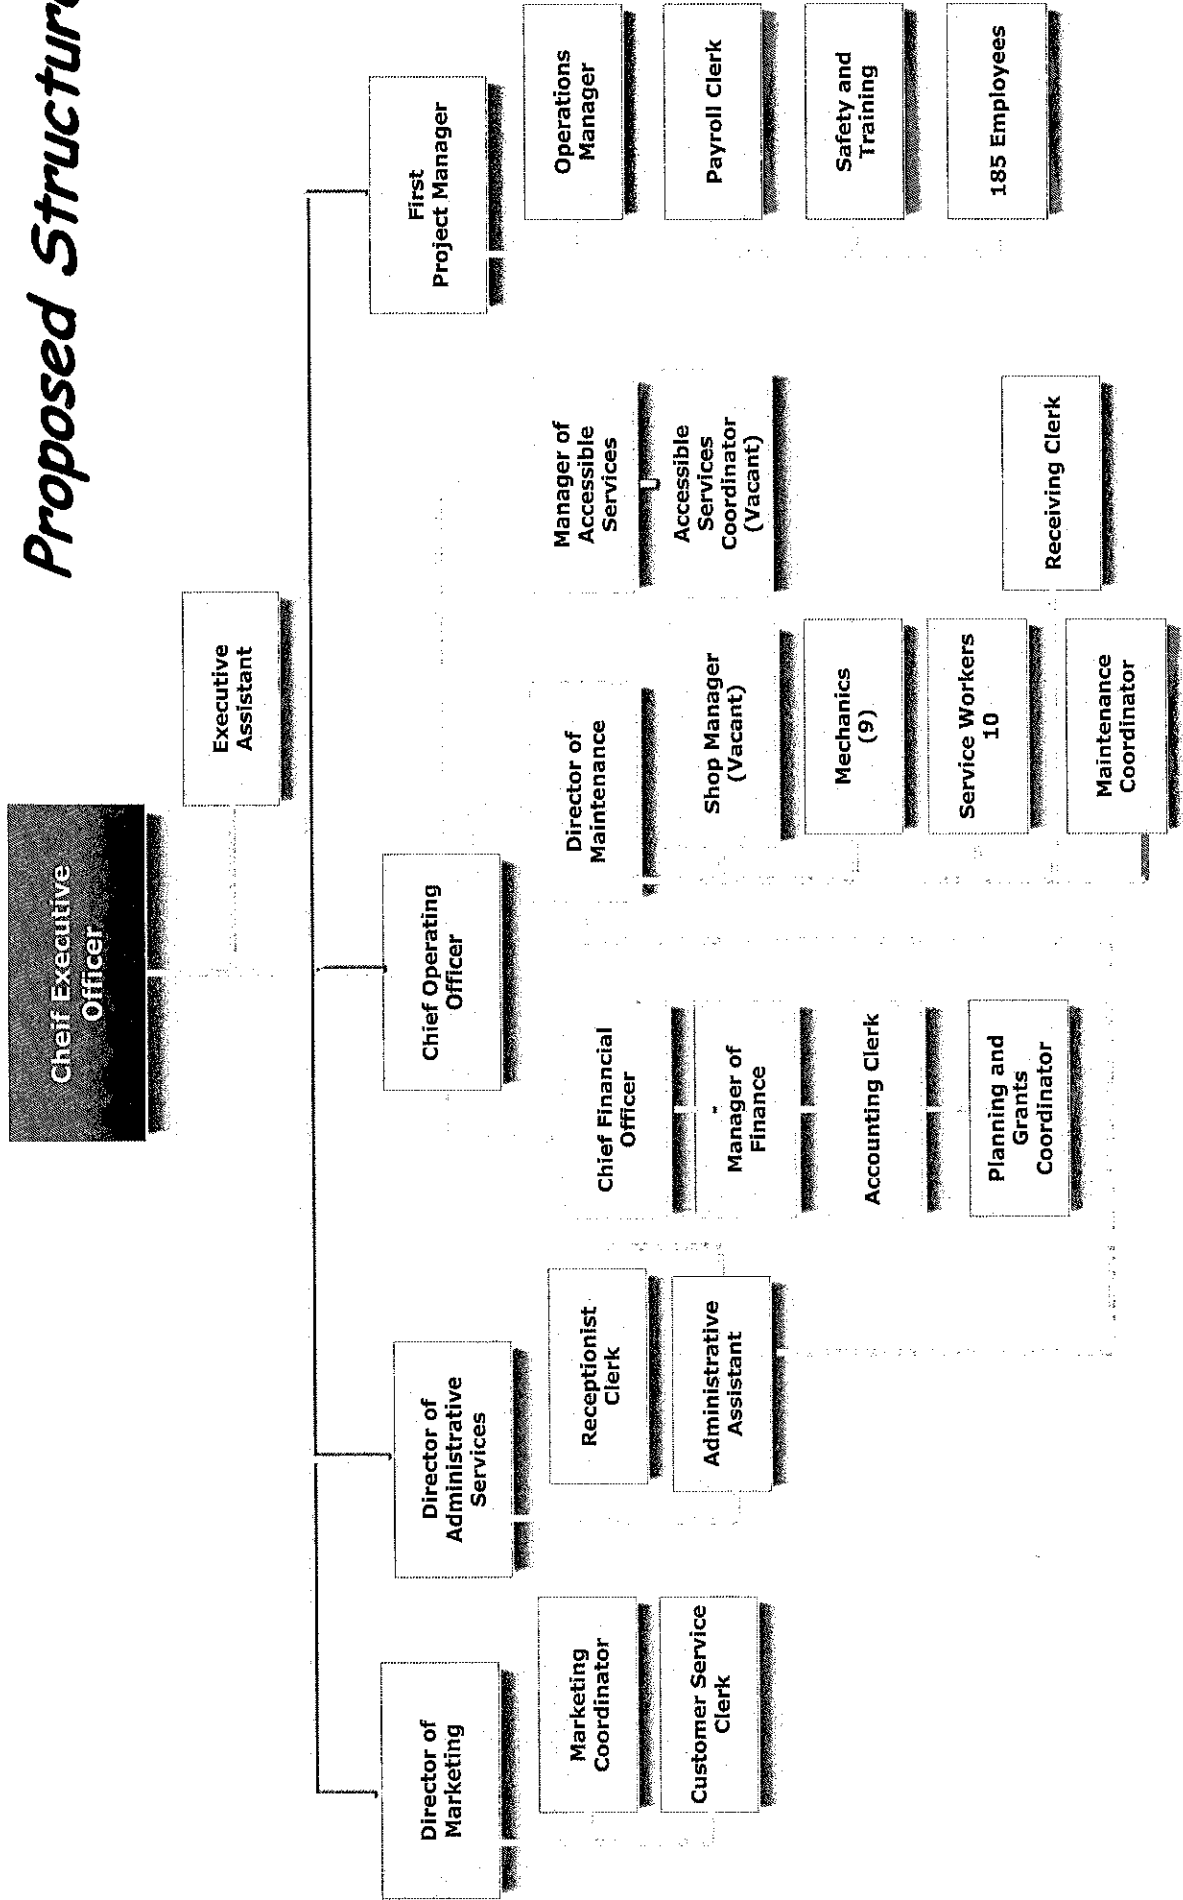 Proposed Structure
Cheif Executive
Officer
Executive
Assistant
Director of
Marketing
Director of
Administrative
Services
Chief Operating
Officer
First
Project Manager
Marketing
Coordinator
Customer Service
Clerk
Receptionist
Clerk
Administrative
Assistant
Chief Financial
Officer
Manager of
Finance
Accounting Clerk
Planning and
Grants
Coordinator
Director of
Maintenance
Shop Manager
(Vacant)
Mechanics
(9)
Service Workers
10
Maintenance
Coordinator
Receiving Clerk
Manager of
Accessible
Services
Accessible
Services
Coordinator
(Vacant)
Operations
Manager
Payroll Clerk
Safety and
Training
185 Employees